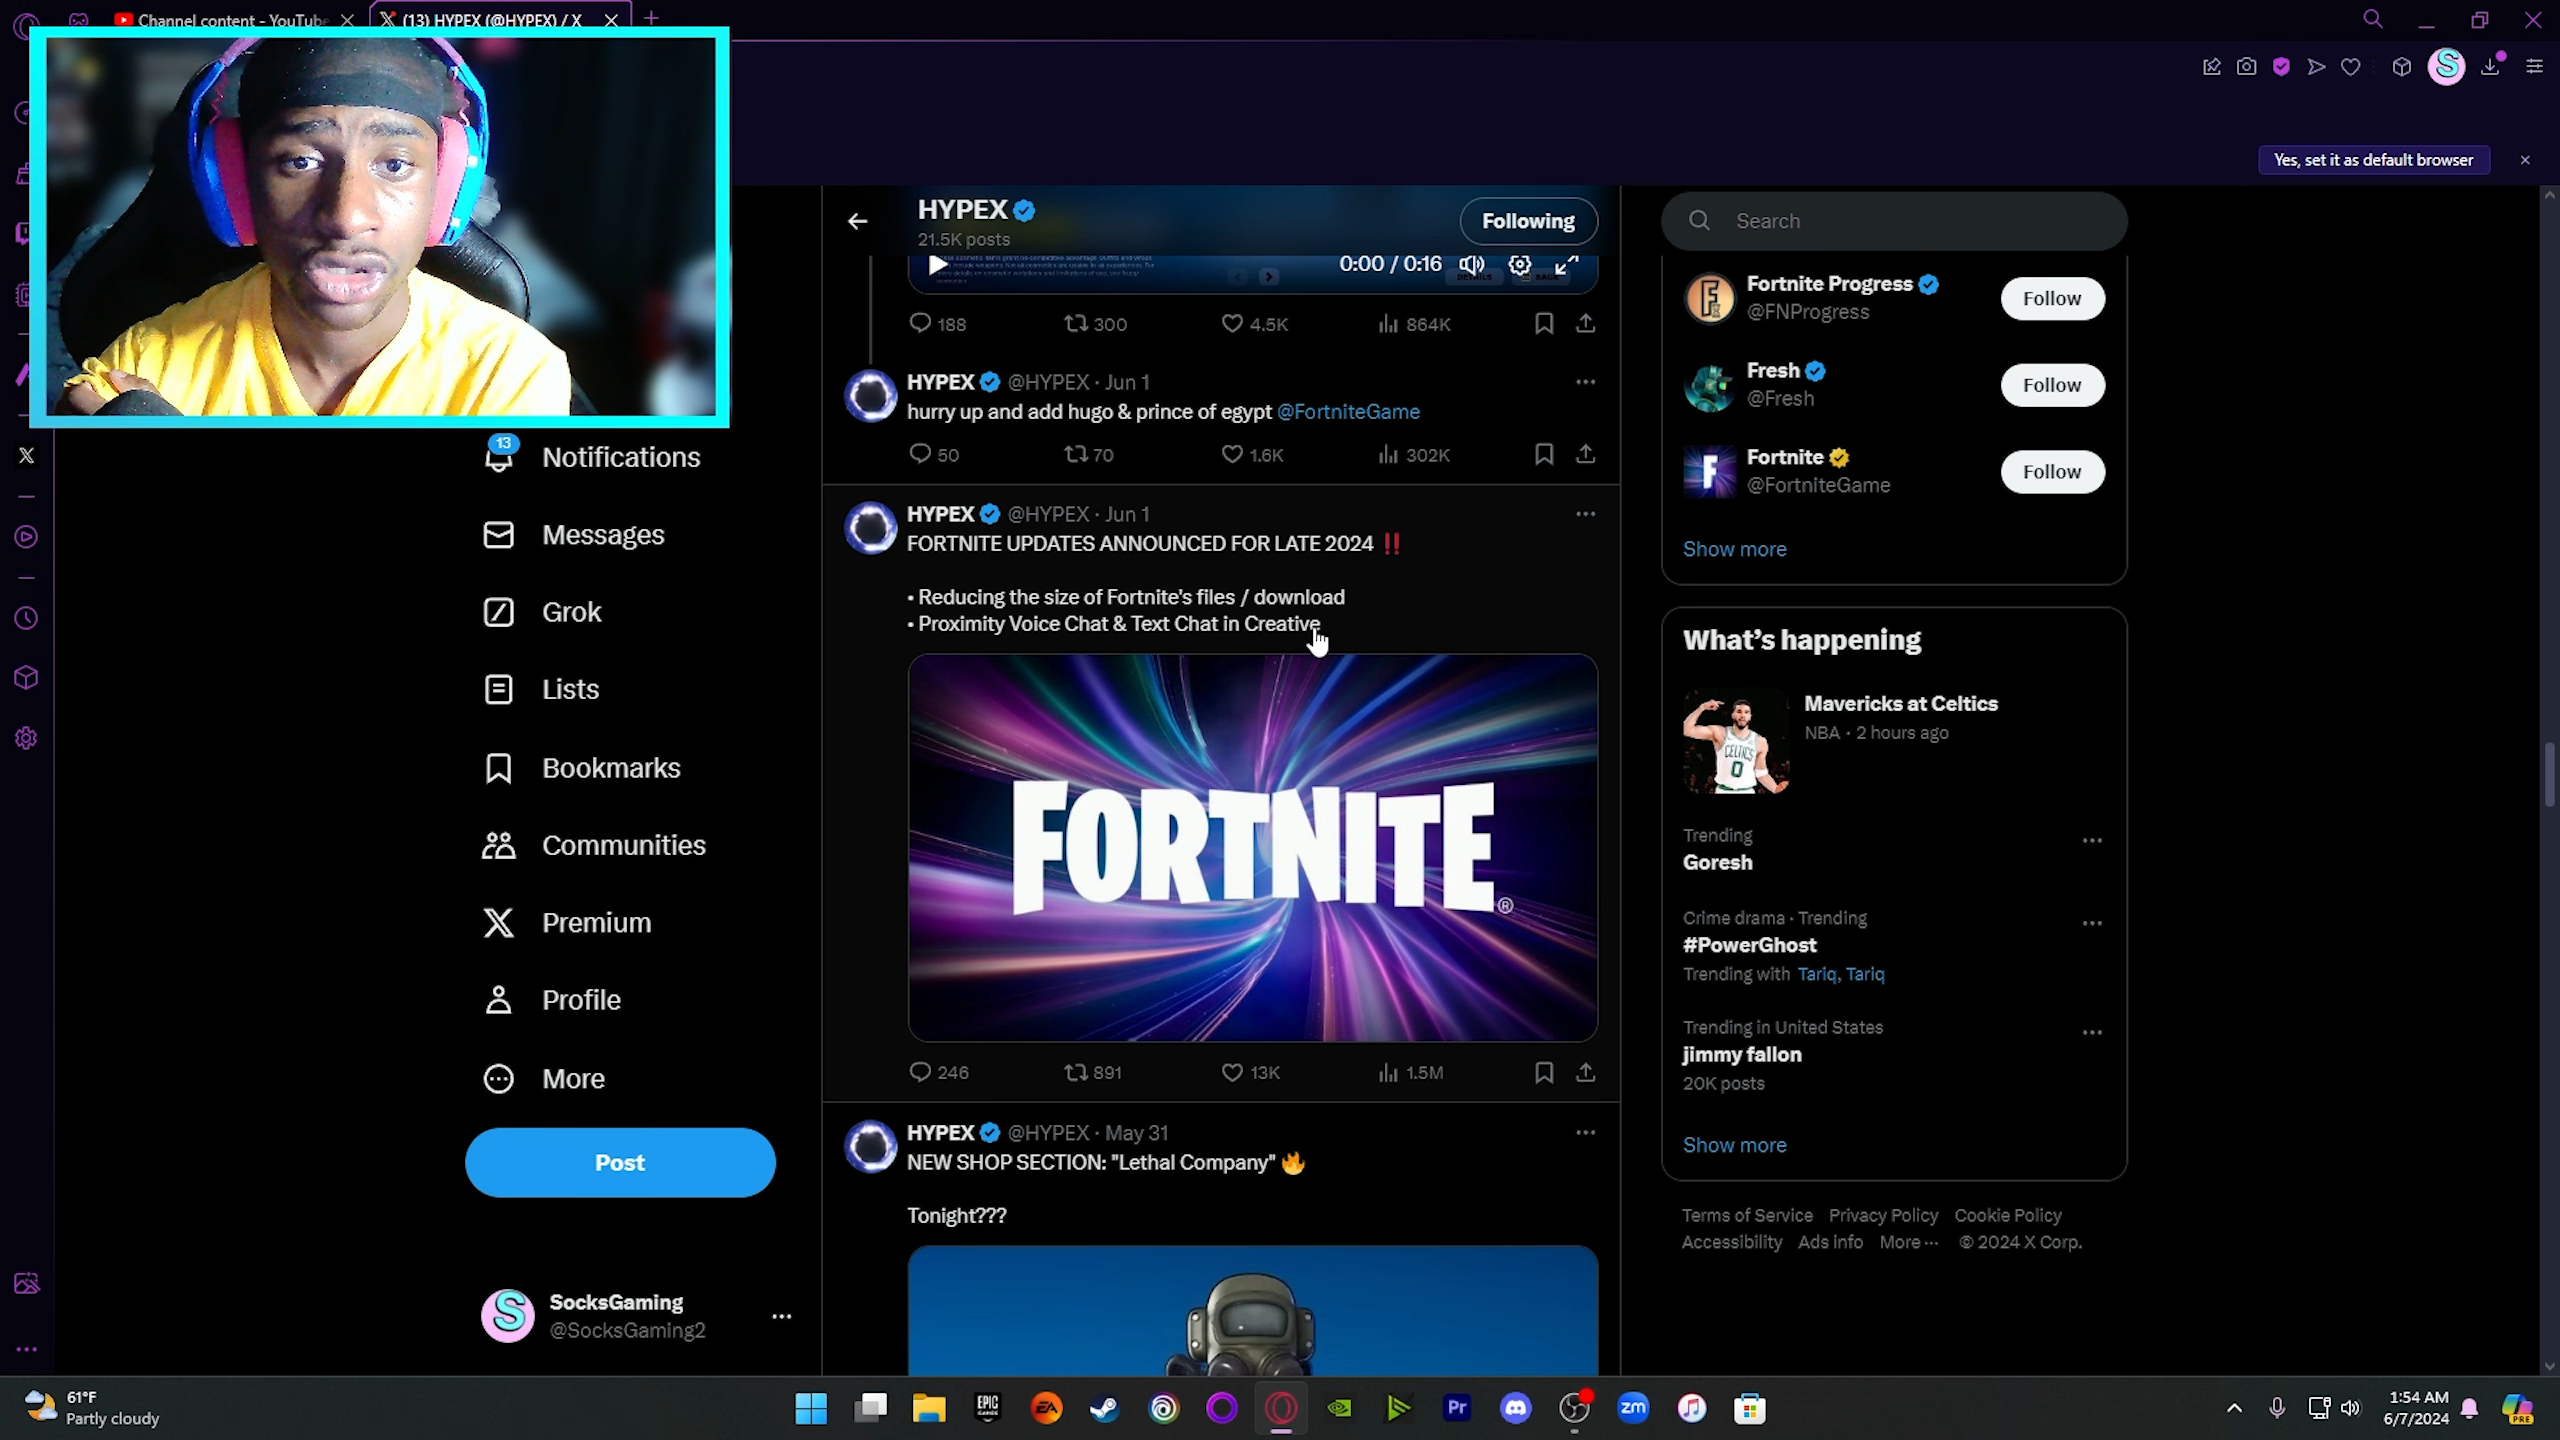 Channel content - YouTube
(13) HYPEX (@HYPEX) / X
Yes, set it as default browser
HYPEX
21.5K posts
Following
0:00 / 0:16
188 300 4.5K 864K
HYPEX @HYPEX · Jun 1
hurry up and add hugo & prince of egypt @FortniteGame
50 70 1.6K 302K
HYPEX @HYPEX · Jun 1
FORTNITE UPDATES ANNOUNCED FOR LATE 2024 ‼️
• Reducing the size of Fortnite's files / download
• Proximity Voice Chat & Text Chat in Creative
FORTNITE®
246 891 13K 1.5M
HYPEX @HYPEX · May 31
NEW SHOP SECTION: "Lethal Company" 🔥
Tonight???
13
Notifications
Messages
Grok
Lists
Bookmarks
Communities
Premium
Profile
More
Post
SocksGaming
@SocksGaming2
Search
Fortnite Progress
@FNProgress
Follow
Fresh
@Fresh
Follow
Fortnite
@FortniteGame
Follow
Show more
What's happening
Mavericks at Celtics
NBA · 2 hours ago
CELTICS
0
Trending
Goresh
Crime drama · Trending
#PowerGhost
Trending with Tariq, Tariq
Trending in United States
jimmy fallon
20K posts
Show more
Terms of Service Privacy Policy Cookie Policy
Accessibility Ads info More ··· © 2024 X Corp.
61°F
Partly cloudy
EPIC GAMES
EA
Pr
zm
1:54 AM
6/7/2024
PRE